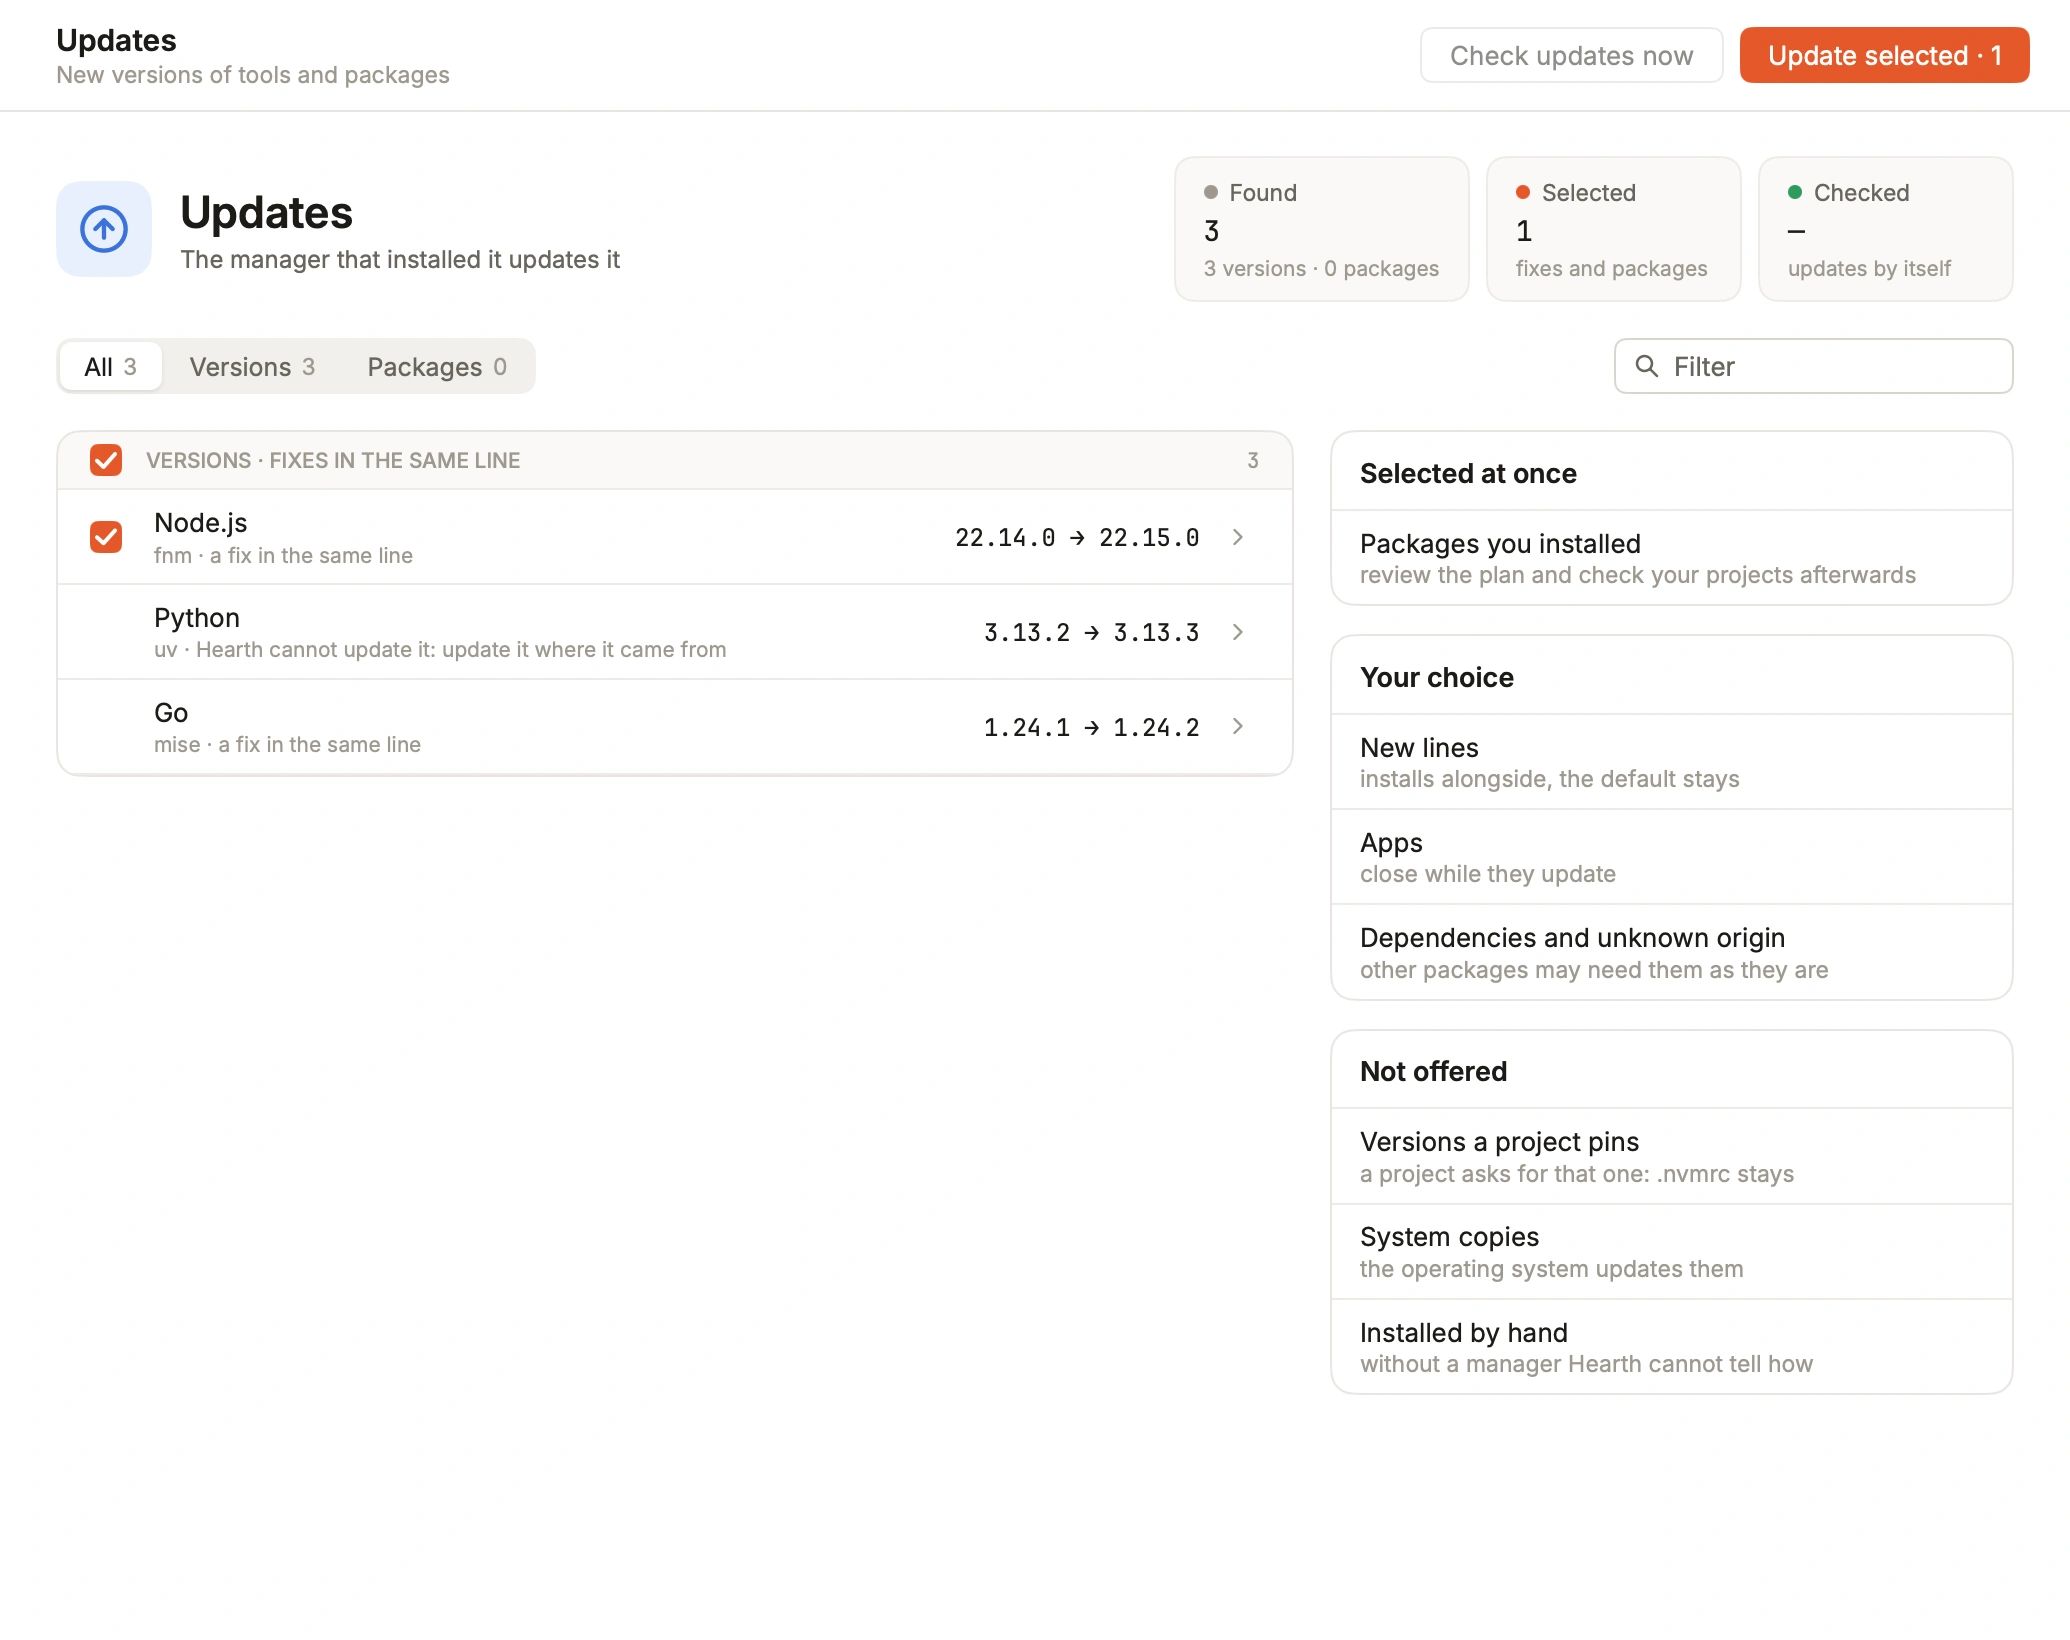 Updates
New versions of tools and packages
Check updates now
Update selected · 1
Updates
The manager that installed it updates it
Found
3
3 versions · 0 packages
Selected
1
fixes and packages
Checked
–
updates by itself
All 3
Versions 3
Packages 0
Filter
VERSIONS · FIXES IN THE SAME LINE 3
Node.js
fnm · a fix in the same line
22.14.0 → 22.15.0
Python
uv · Hearth cannot update it: update it where it came from
3.13.2 → 3.13.3
Go
mise · a fix in the same line
1.24.1 → 1.24.2
Selected at once
Packages you installed
review the plan and check your projects afterwards
Your choice
New lines
installs alongside, the default stays
Apps
close while they update
Dependencies and unknown origin
other packages may need them as they are
Not offered
Versions a project pins
a project asks for that one: .nvmrc stays
System copies
the operating system updates them
Installed by hand
without a manager Hearth cannot tell how